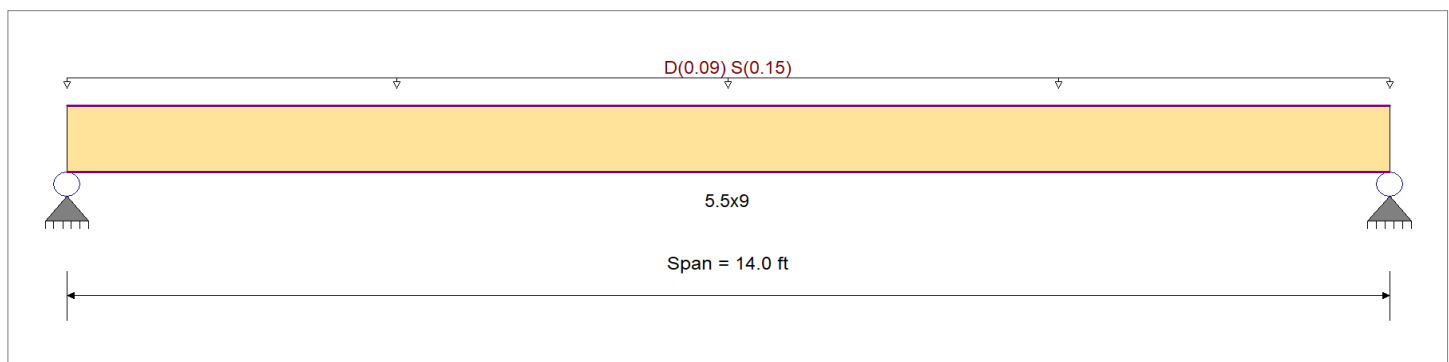 D(0.09) S(0.15)
5.5x9
Span = 14.0 ft